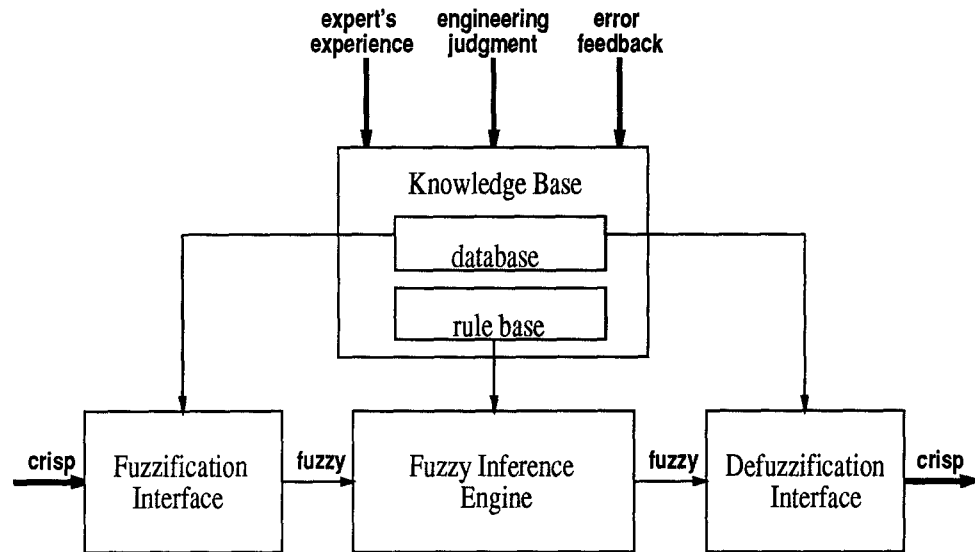 expert's
experience
engineering
judgment
error
feedback
Knowledge Base
database
rule base
crisp
Fuzzification
Interface
fuzzy
Fuzzy Inference
Engine
fuzzy
Defuzzification
Interface
crisp